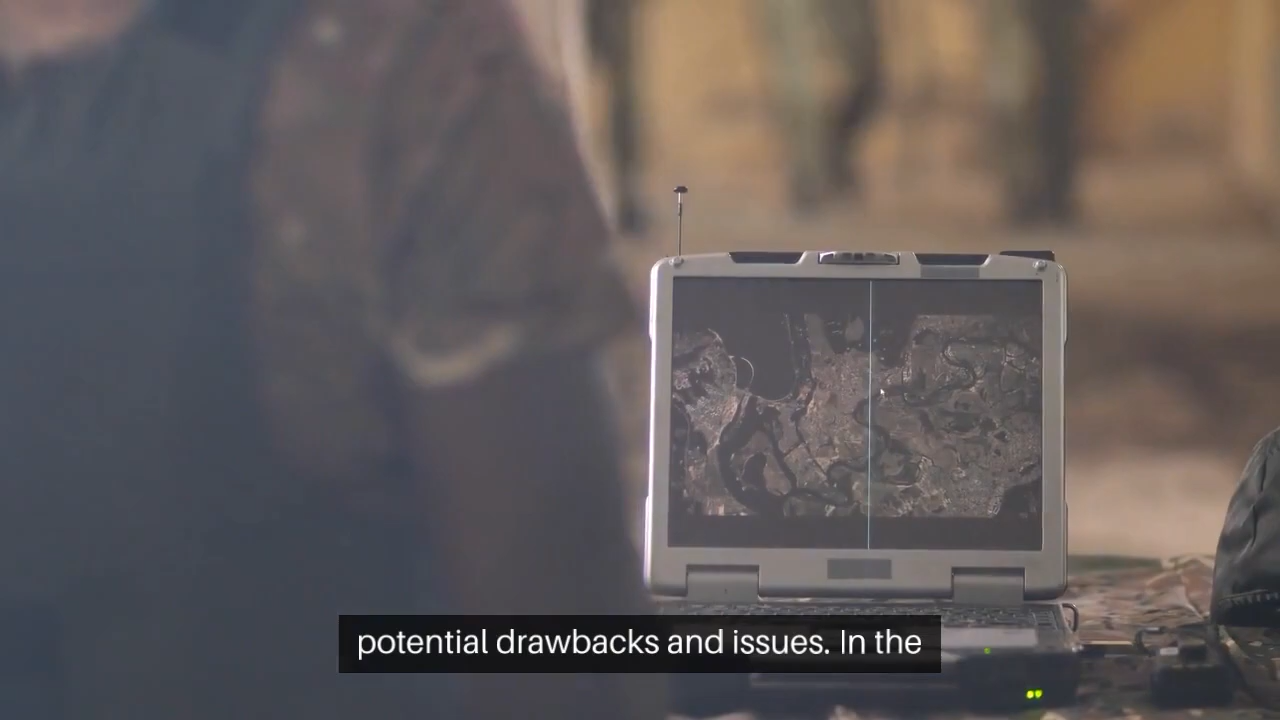 potential drawbacks and issues. In the